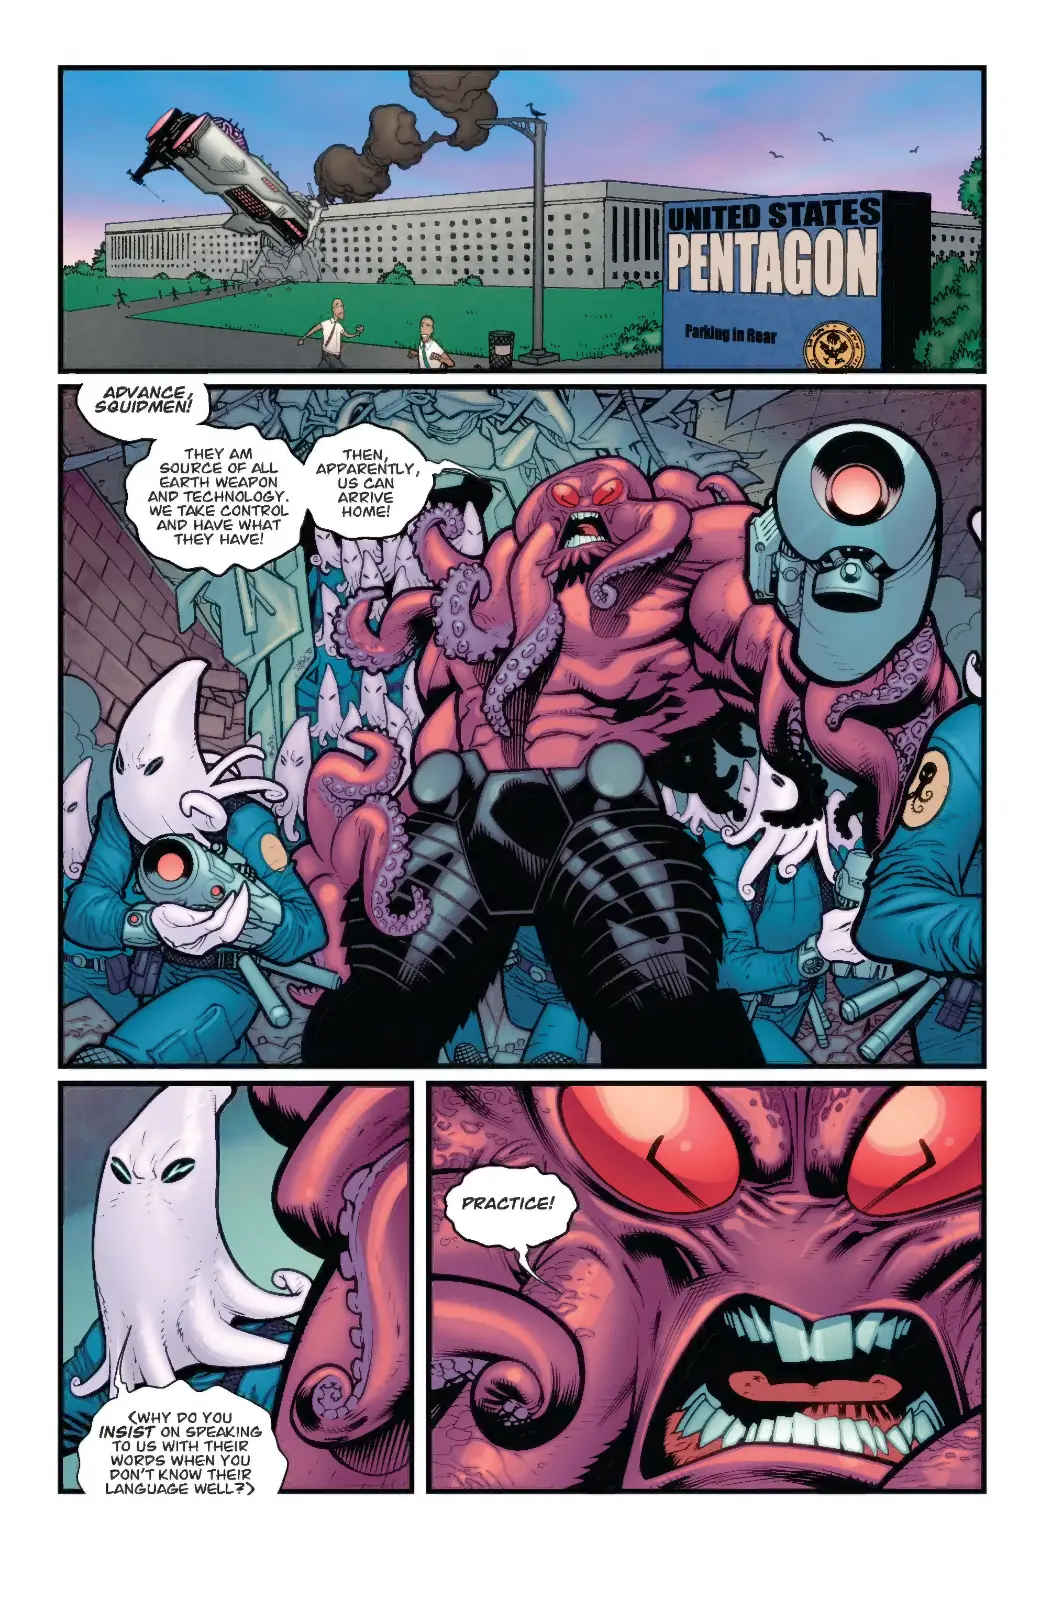 UNITED STATES
PENTAGON
Parking in Rear
ADVANCE,
SQUIDMEN!
THEY AM
SOURCE OF ALL
EARTH WEAPON
AND TECHNOLOGY.
WE TAKE CONTROL
AND HAVE WHAT
THEY HAVE!
THEN,
APPARENTLY,
US CAN
ARRIVE
HOME!
<WHY DO YOU
INSIST ON SPEAKING
TO US WITH THEIR
WORDS WHEN YOU
DON'T KNOW THEIR
LANGUAGE WELL?>
PRACTICE!